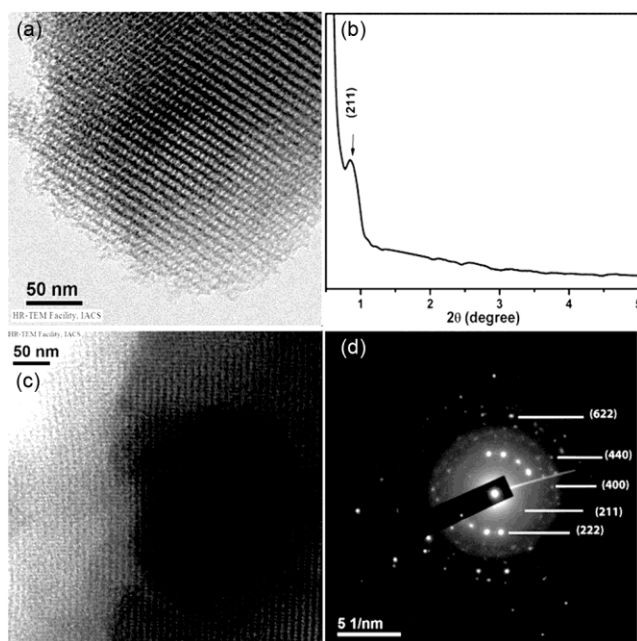 (a)
50 nm
HR-TEM Facility, IACS
(b)
(211)
1 2 3 4 5
2θ (degree)
HR-TEM Facility, IACS
50 nm
(c)
(d)
(622)
(440)
(400)
(211)
(222)
5 1/nm